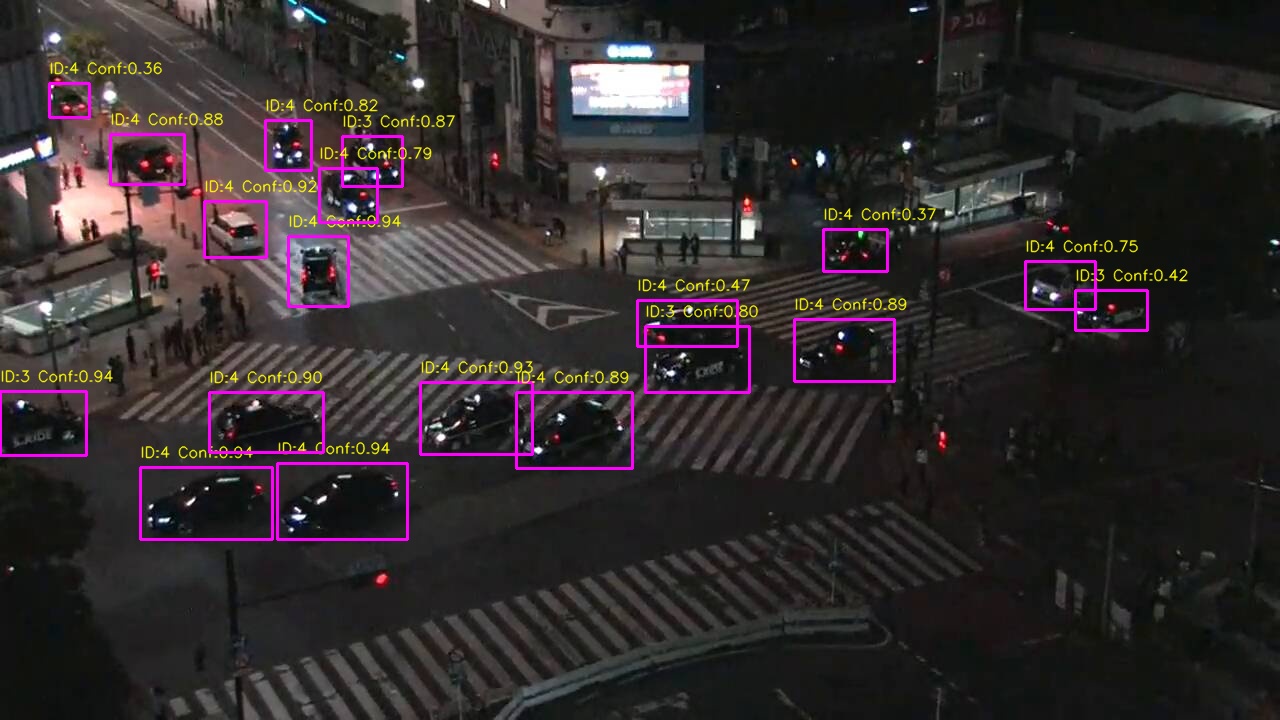 ID:4 Conf:0.36
ID:4 Conf:0.82
ID:4 Conf:0.88
ID:3 Conf:0.87
ID:4 Conf:0.79
ID:4 Conf:0.92
ID:4 Conf:0.94
ID:4 Conf:0.37
ID:4 Conf:0.75
ID:3 Conf:0.42
ID:4 Conf:0.47
ID:3 Conf:0.80
ID:4 Conf:0.89
ID:4 Conf:0.93
ID:4 Conf:0.89
ID:3 Conf:0.94
ID:4 Conf:0.90
S.RIDE
S.RIDE
ID:4 Conf:0.94
ID:4 Conf:0.94